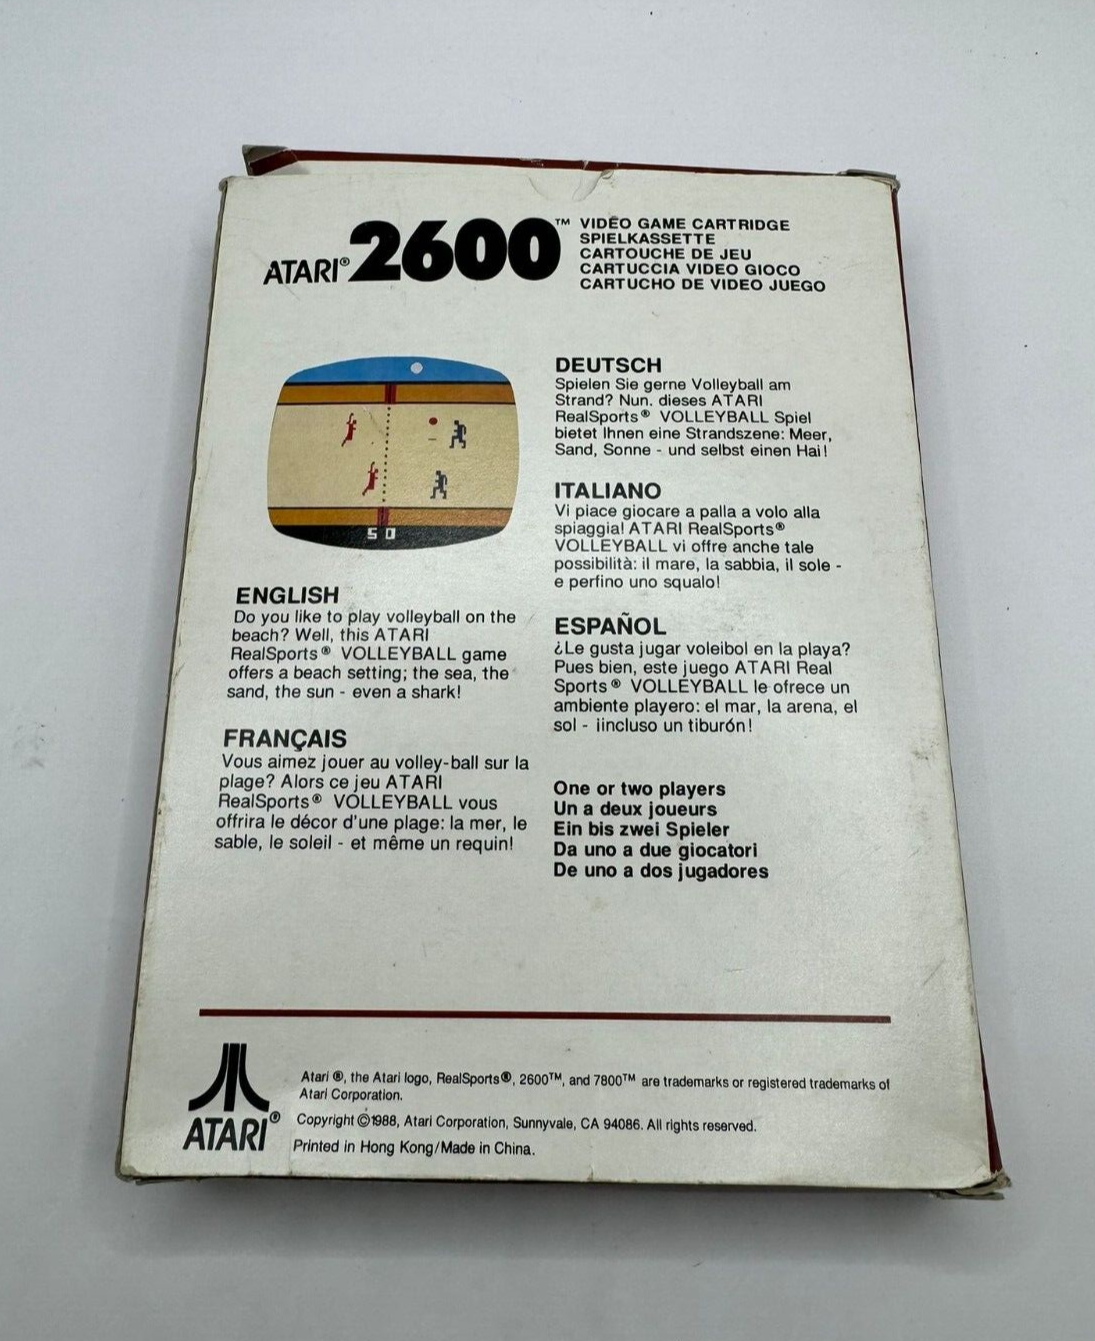 ATARI® 2600™
VIDEO GAME CARTRIDGE
SPIELKASSETTE
CARTOUCHE DE JEU
CARTUCCIA VIDEO GIOCO
CARTUCHO DE VIDEO JUEGO
5 0
ENGLISH
Do you like to play volleyball on the
beach? Well, this ATARI
RealSports® VOLLEYBALL game
offers a beach setting; the sea, the
sand, the sun - even a shark!
FRANÇAIS
Vous aimez jouer au volley-ball sur la
plage? Alors ce jeu ATARI
RealSports® VOLLEYBALL vous
offrira le décor d'une plage: la mer, le
sable, le soleil - et même un requin!
DEUTSCH
Spielen Sie gerne Volleyball am
Strand? Nun. dieses ATARI
RealSports® VOLLEYBALL Spiel
bietet Ihnen eine Strandszene: Meer,
Sand, Sonne - und selbst einen Hai!
ITALIANO
Vi piace giocare a palla a volo alla
spiaggia! ATARI RealSports®
VOLLEYBALL vi offre anche tale
possibilità: il mare, la sabbia, il sole -
e perfino uno squalo!
ESPAÑOL
¿Le gusta jugar voleibol en la playa?
Pues bien, este juego ATARI Real
Sports® VOLLEYBALL le ofrece un
ambiente playero: el mar, la arena, el
sol - ¡incluso un tiburón!
One or two players
Un a deux joueurs
Ein bis zwei Spieler
Da uno a due giocatori
De uno a dos jugadores
ATARI®
Atari ®, the Atari logo, RealSports®, 2600™, and 7800™ are trademarks or registered trademarks of
Atari Corporation.
Copyright ©1988, Atari Corporation, Sunnyvale, CA 94086. All rights reserved.
Printed in Hong Kong/Made in China.